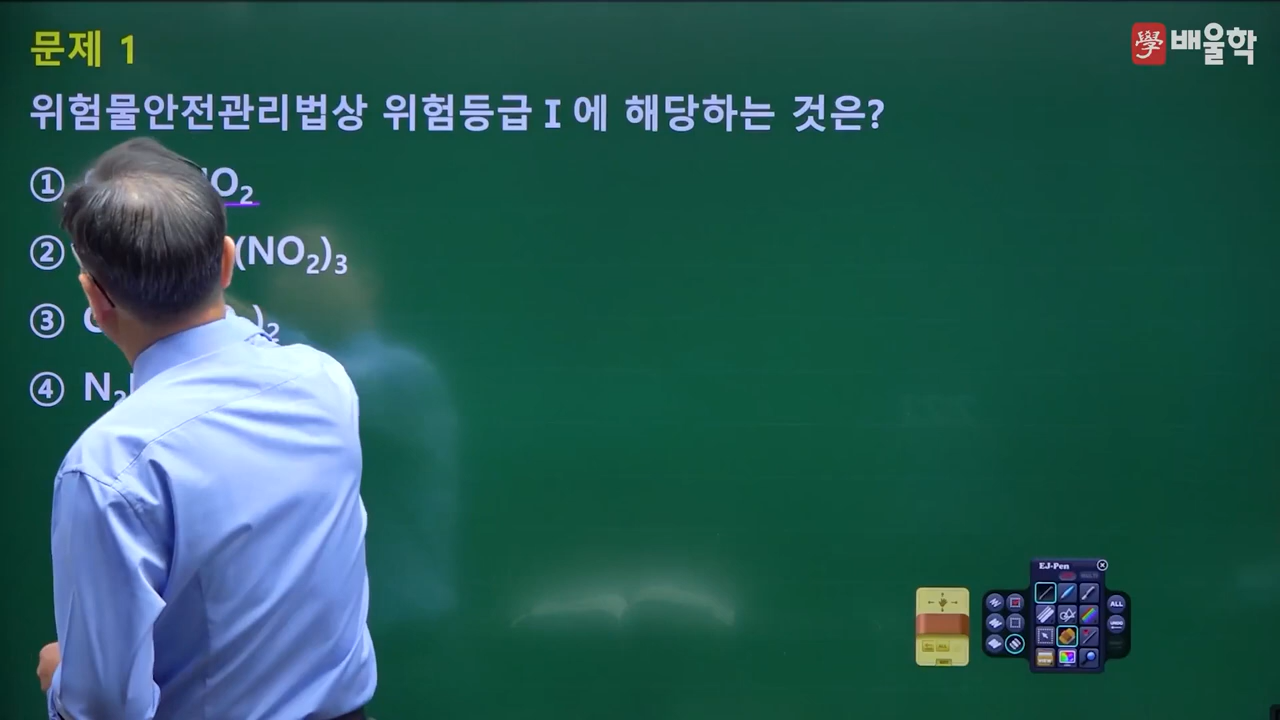 문제 1
學 배울학
위험물안전관리법상 위험등급 I 에 해당하는 것은?
① O₂
② (NO₂)₃
③ )₂
④ N₂
EJ-Pen
ALL
UNDO